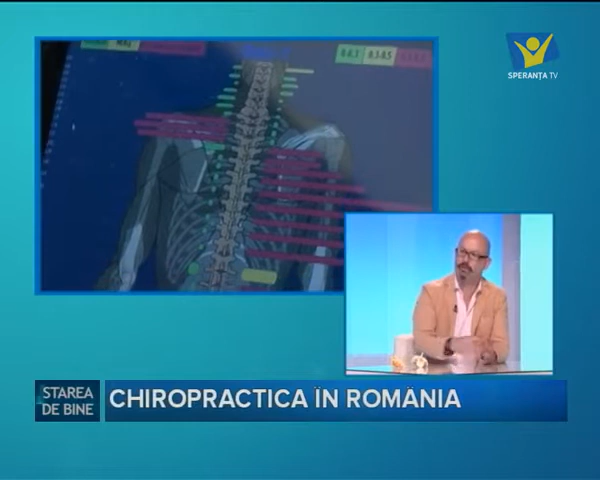 SPERANȚA TV
STAREA
DE BINE
CHIROPRACTICA ÎN ROMÂNIA